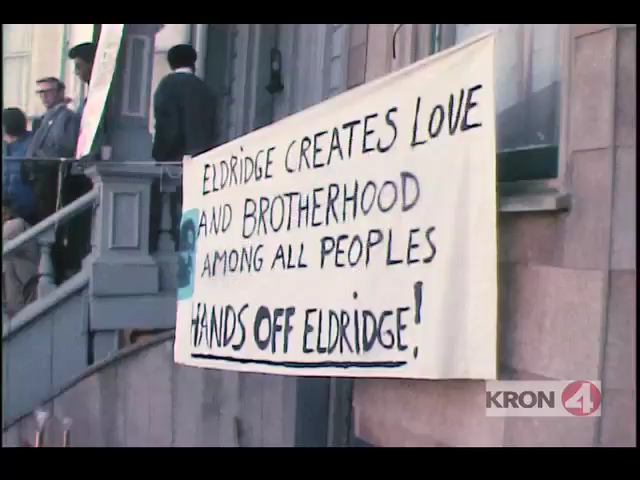 ELDRIDGE CREATES LOVE
AND BROTHERHOOD
AMONG ALL PEOPLES
HANDS OFF ELDRIDGE!
KRON 4